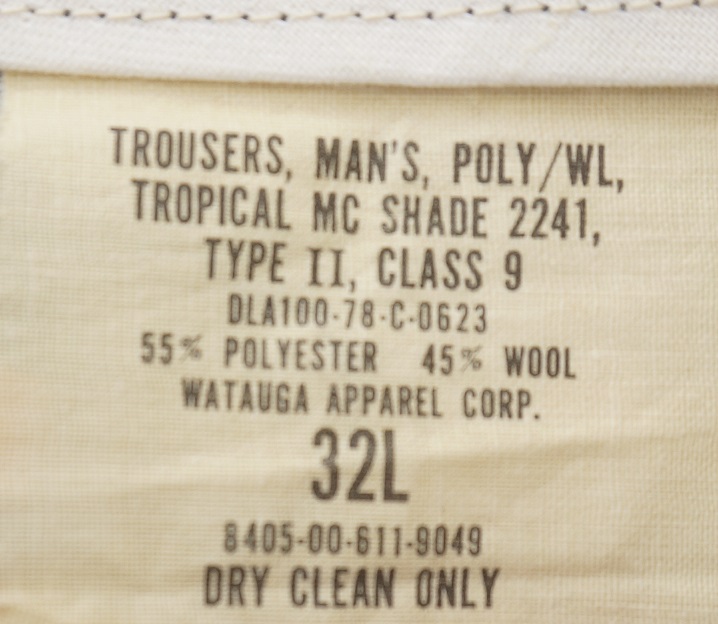 TROUSERS, MAN'S, POLY/WL,
TROPICAL MC SHADE 2241,
TYPE II, CLASS 9
DLA100-78-C-0623
55% POLYESTER 45% WOOL
WATAUGA APPAREL CORP.
32L
8405-00-611-9049
DRY CLEAN ONLY